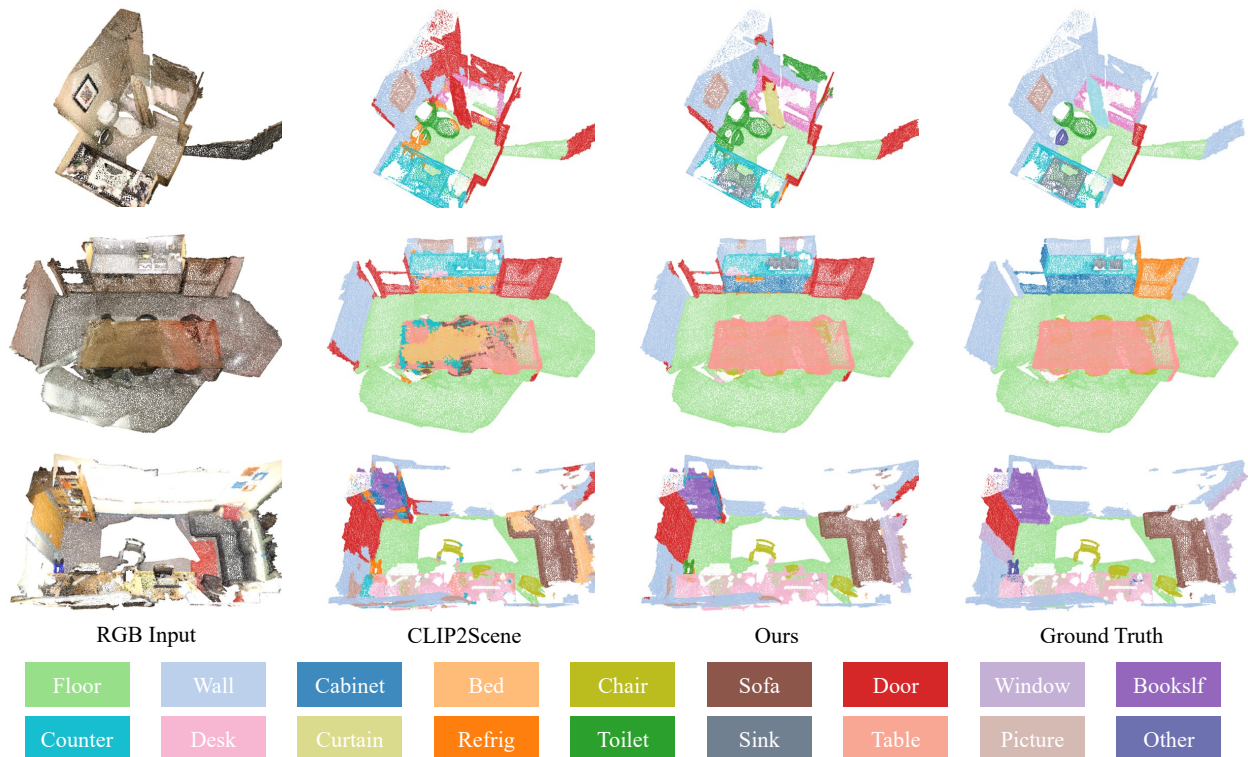 RGB Input CLIP2Scene Ours Ground Truth
Floor Wall Cabinet Bed Chair Sofa Door Window Bookslf
Counter Desk Curtain Refrig Toilet Sink Table Picture Other